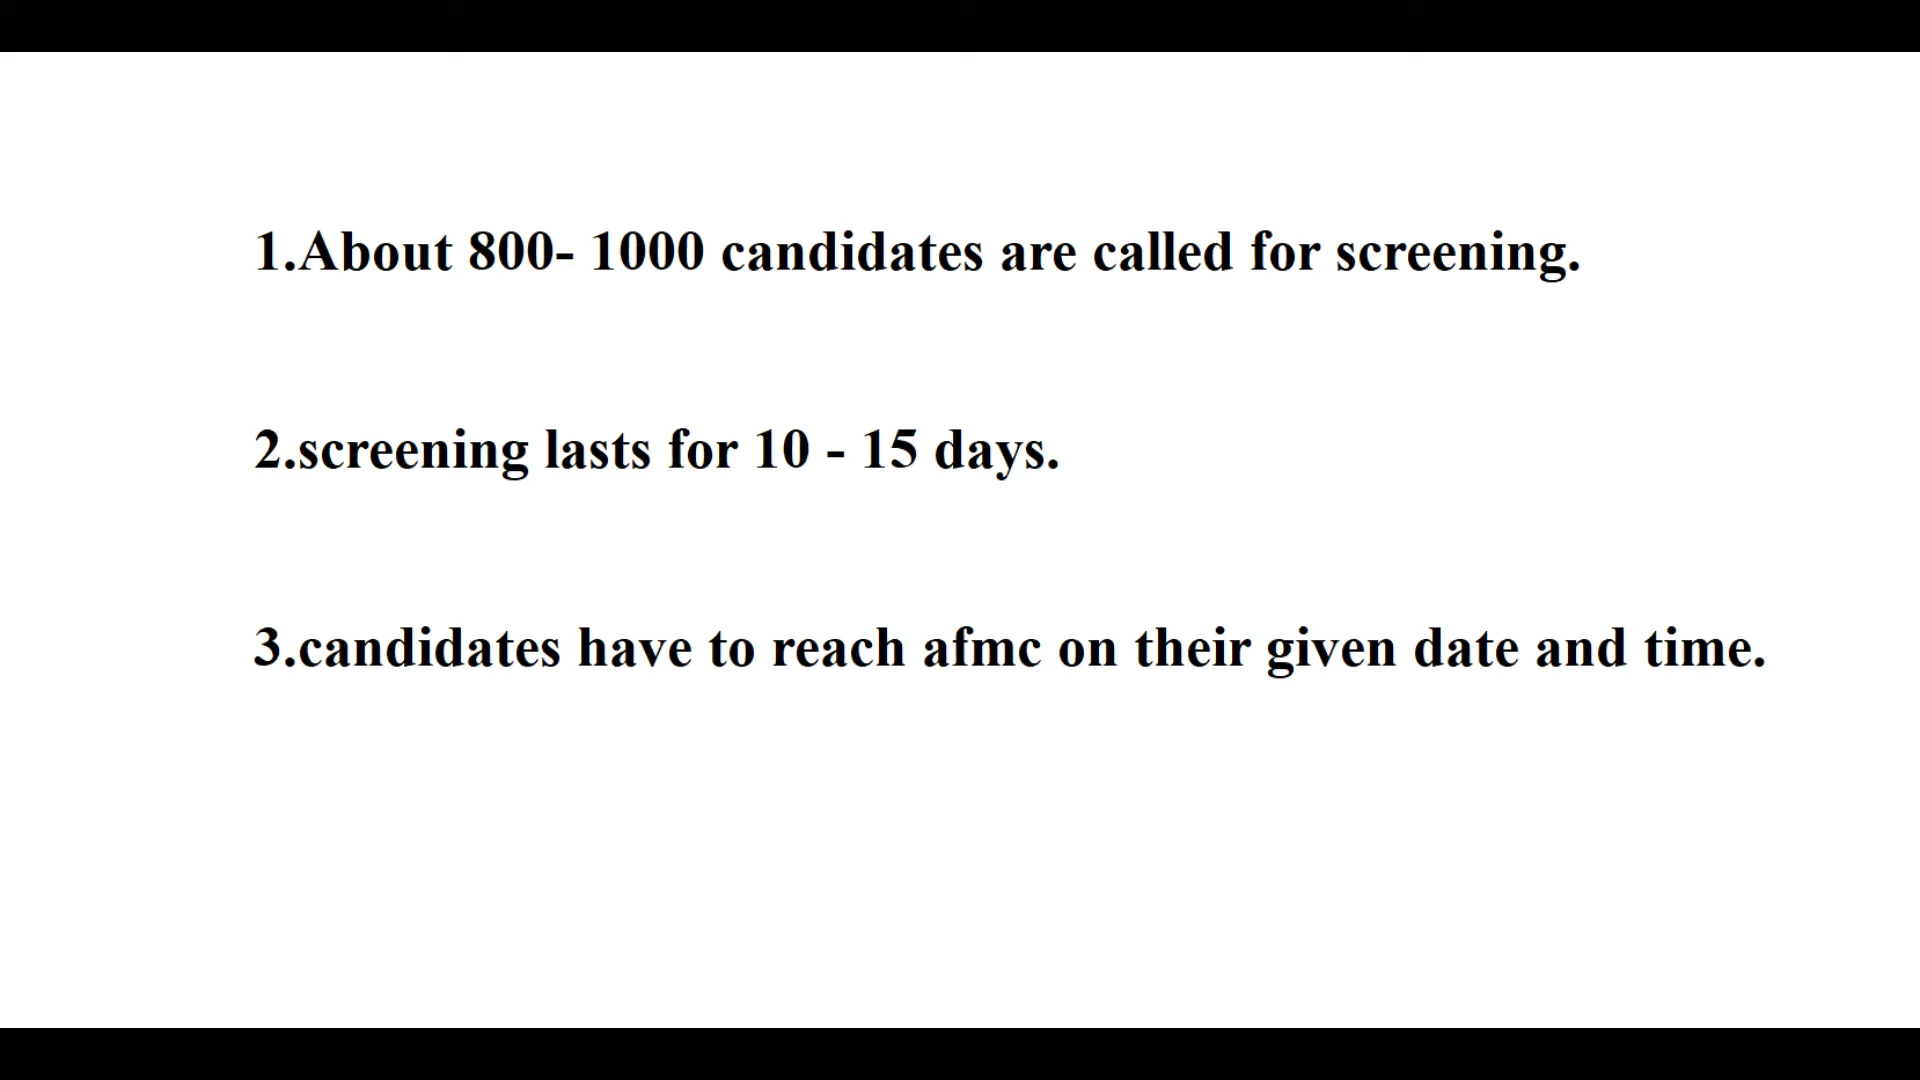 1.About 800- 1000 candidates are called for screening.
2.screening lasts for 10 - 15 days.
3.candidates have to reach afmc on their given date and time.